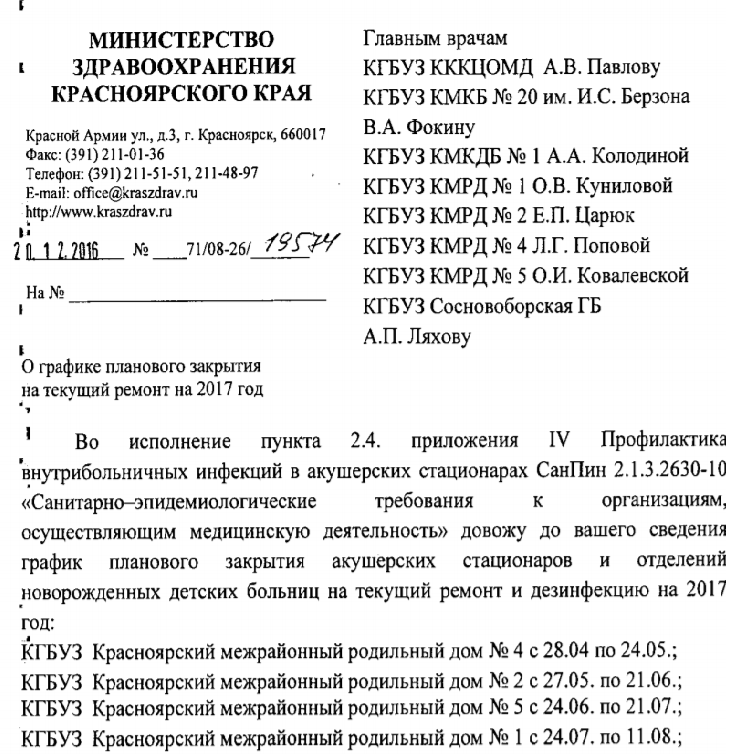 МИНИСТЕРСТВО
ЗДРАВООХРАНЕНИЯ
КРАСНОЯРСКОГО КРАЯ
Красной Армии ул., д.3, г. Красноярск, 660017
Факс: (391) 211-01-36
Телефон: (391) 211-51-51, 211-48-97
E-mail: office@kraszdrav.ru
http://www.kraszdrav.ru
20.12.2016 № 71/08-26/ 19574
На №
О графике планового закрытия
на текущий ремонт на 2017 год
Главным врачам
КГБУЗ КККЦОМД А.В. Павлову
КГБУЗ КМКБ № 20 им. И.С. Берзона
В.А. Фокину
КГБУЗ КМКДБ № 1 А.А. Колодиной
КГБУЗ КМРД № 1 О.В. Куниловой
КГБУЗ КМРД № 2 Е.П. Царюк
КГБУЗ КМРД № 4 Л.Г. Поповой
КГБУЗ КМРД № 5 О.И. Ковалевской
КГБУЗ Сосновоборская ГБ
А.П. Ляхову
Во исполнение пункта 2.4. приложения IV Профилактика
внутрибольничных инфекций в акушерских стационарах СанПин 2.1.3.2630-10
«Санитарно–эпидемиологические требования к организациям,
осуществляющим медицинскую деятельность» довожу до вашего сведения
график планового закрытия акушерских стационаров и отделений
новорожденных детских больниц на текущий ремонт и дезинфекцию на 2017
год:
КГБУЗ Красноярский межрайонный родильный дом № 4 с 28.04 по 24.05.;
КГБУЗ Красноярский межрайонный родильный дом № 2 с 27.05. по 21.06.;
КГБУЗ Красноярский межрайонный родильный дом № 5 с 24.06. по 21.07.;
КГБУЗ Красноярский межрайонный родильный дом № 1 с 24.07. по 11.08.;